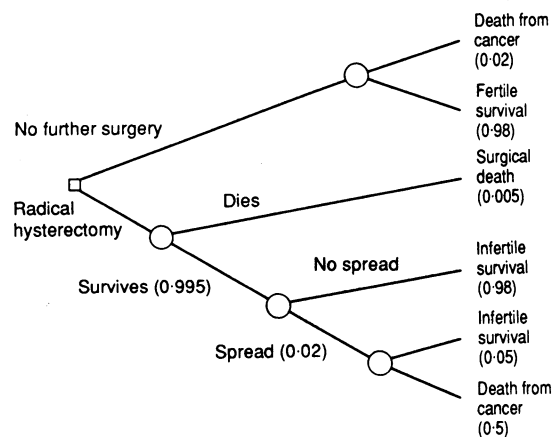 Death from
cancer
(0·02)
No further surgery
Fertile
survival
(0·98)
Surgical
death
(0·005)
Dies
Radical
hysterectomy
No spread
Infertile
survival
(0·98)
Survives (0·995)
Infertile
survival
(0·05)
Spread (0·02)
Death from
cancer
(0·5)